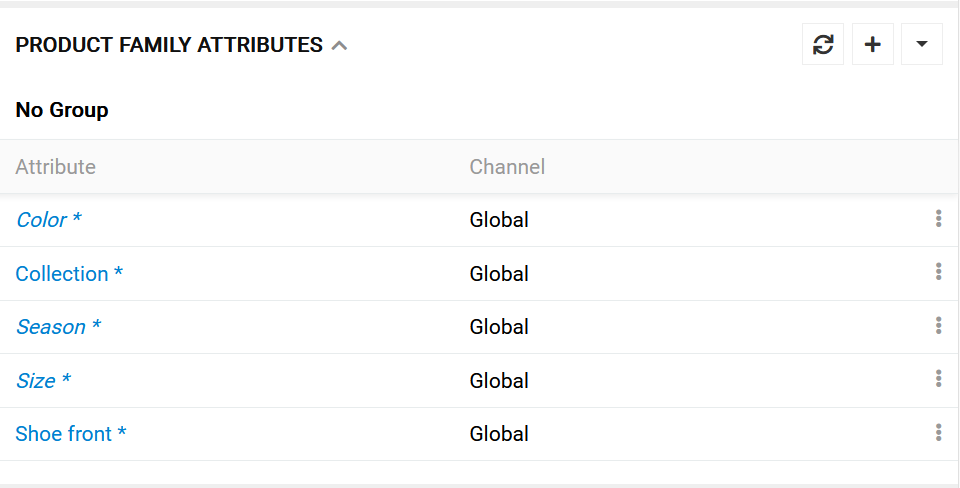 PRODUCT FAMILY ATTRIBUTES
No Group
Attribute Channel
Color * Global
Collection * Global
Season * Global
Size * Global
Shoe front * Global